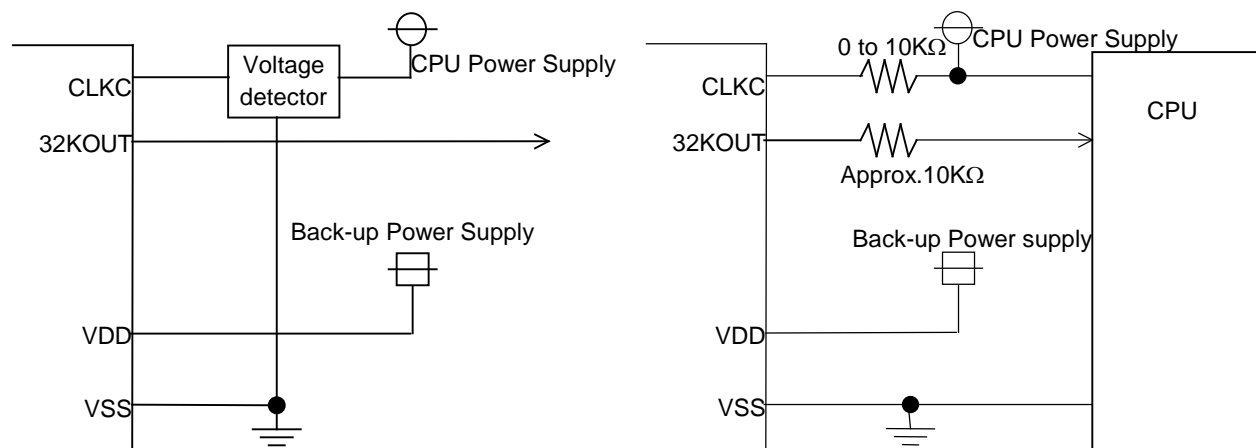 CLKC
Voltage
detector
CPU Power Supply
32KOUT
Back-up Power Supply
VDD
VSS
0 to 10KΩ
CPU Power Supply
CLKC
CPU
32KOUT
Approx.10KΩ
Back-up Power supply
VDD
VSS